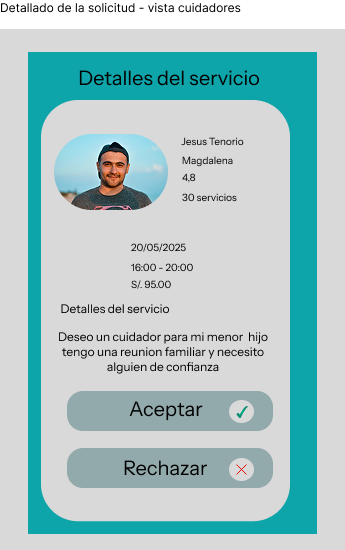 Detallado de la solicitud - vista cuidadores
Detalles del servicio
Jesus Tenorio
Magdalena
4,8
30 servicios
20/05/2025
16:00 - 20:00
S/. 95.00
Detalles del servicio
Deseo un cuidador para mi menor hijo
tengo una reunion familiar y necesito
alguien de confianza
Aceptar
Rechazar